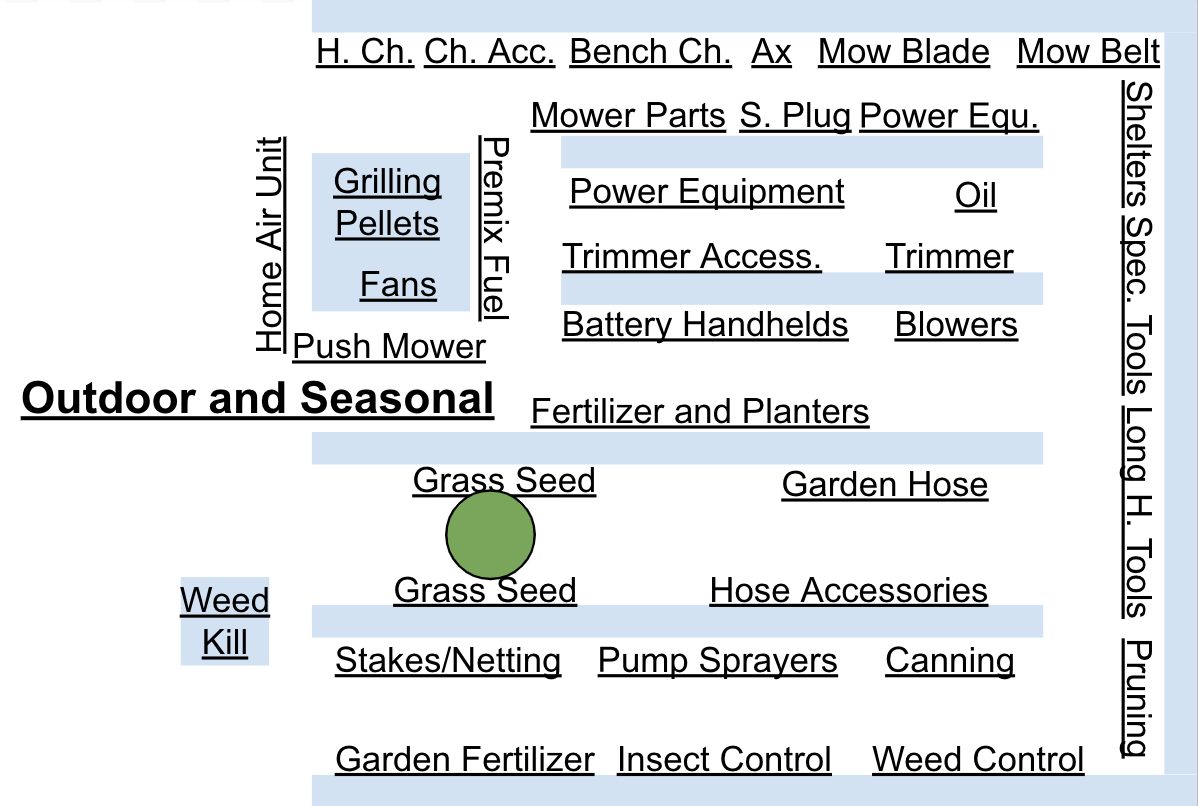 H. Ch. Ch. Acc. Bench Ch. Ax Mow Blade Mow Belt
Mower Parts S. Plug Power Equ.
Home Air Unit
Grilling
Pellets
Fans
Premix Fuel
Power Equipment Oil
Trimmer Access. Trimmer
Battery Handhelds Blowers
Push Mower
Shelters Spec. Tools Long H. Tools Pruning
Outdoor and Seasonal
Fertilizer and Planters
Grass Seed Garden Hose
Grass Seed Hose Accessories
Weed
Kill
Stakes/Netting Pump Sprayers Canning
Garden Fertilizer Insect Control Weed Control